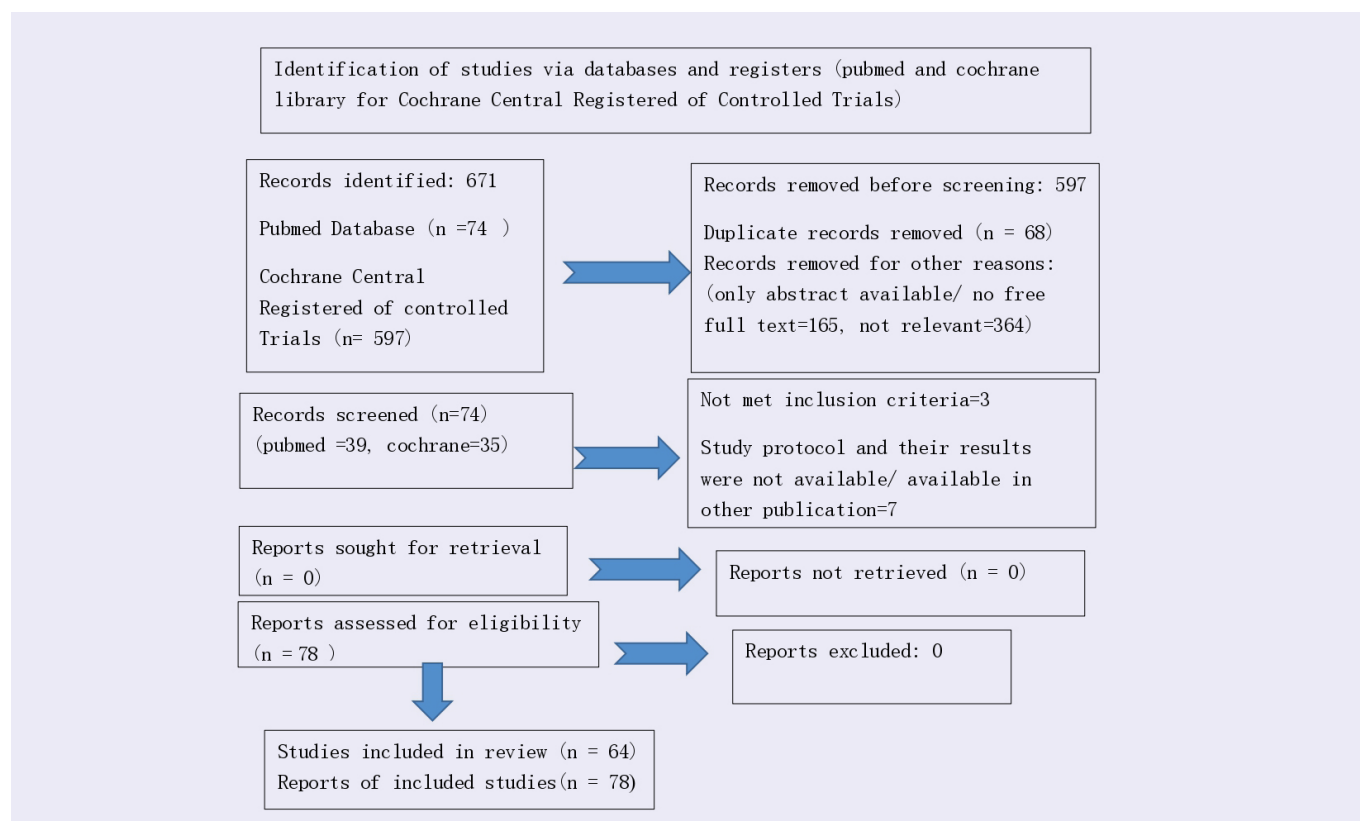 Identification of studies via databases and registers (pubmed and cochrane
library for Cochrane Central Registered of Controlled Trials)
Records identified: 671
Pubmed Database (n =74 )
Cochrane Central
Registered of controlled
Trials (n= 597)
Records removed before screening: 597
Duplicate records removed (n = 68)
Records removed for other reasons:
(only abstract available/ no free
full text=165, not relevant=364)
Records screened (n=74)
(pubmed =39, cochrane=35)
Not met inclusion criteria=3
Study protocol and their results
were not available/ available in
other publication=7
Reports sought for retrieval
(n = 0)
Reports not retrieved (n = 0)
Reports assessed for eligibility
(n = 78 )
Reports excluded: 0
Studies included in review (n = 64)
Reports of included studies(n = 78)